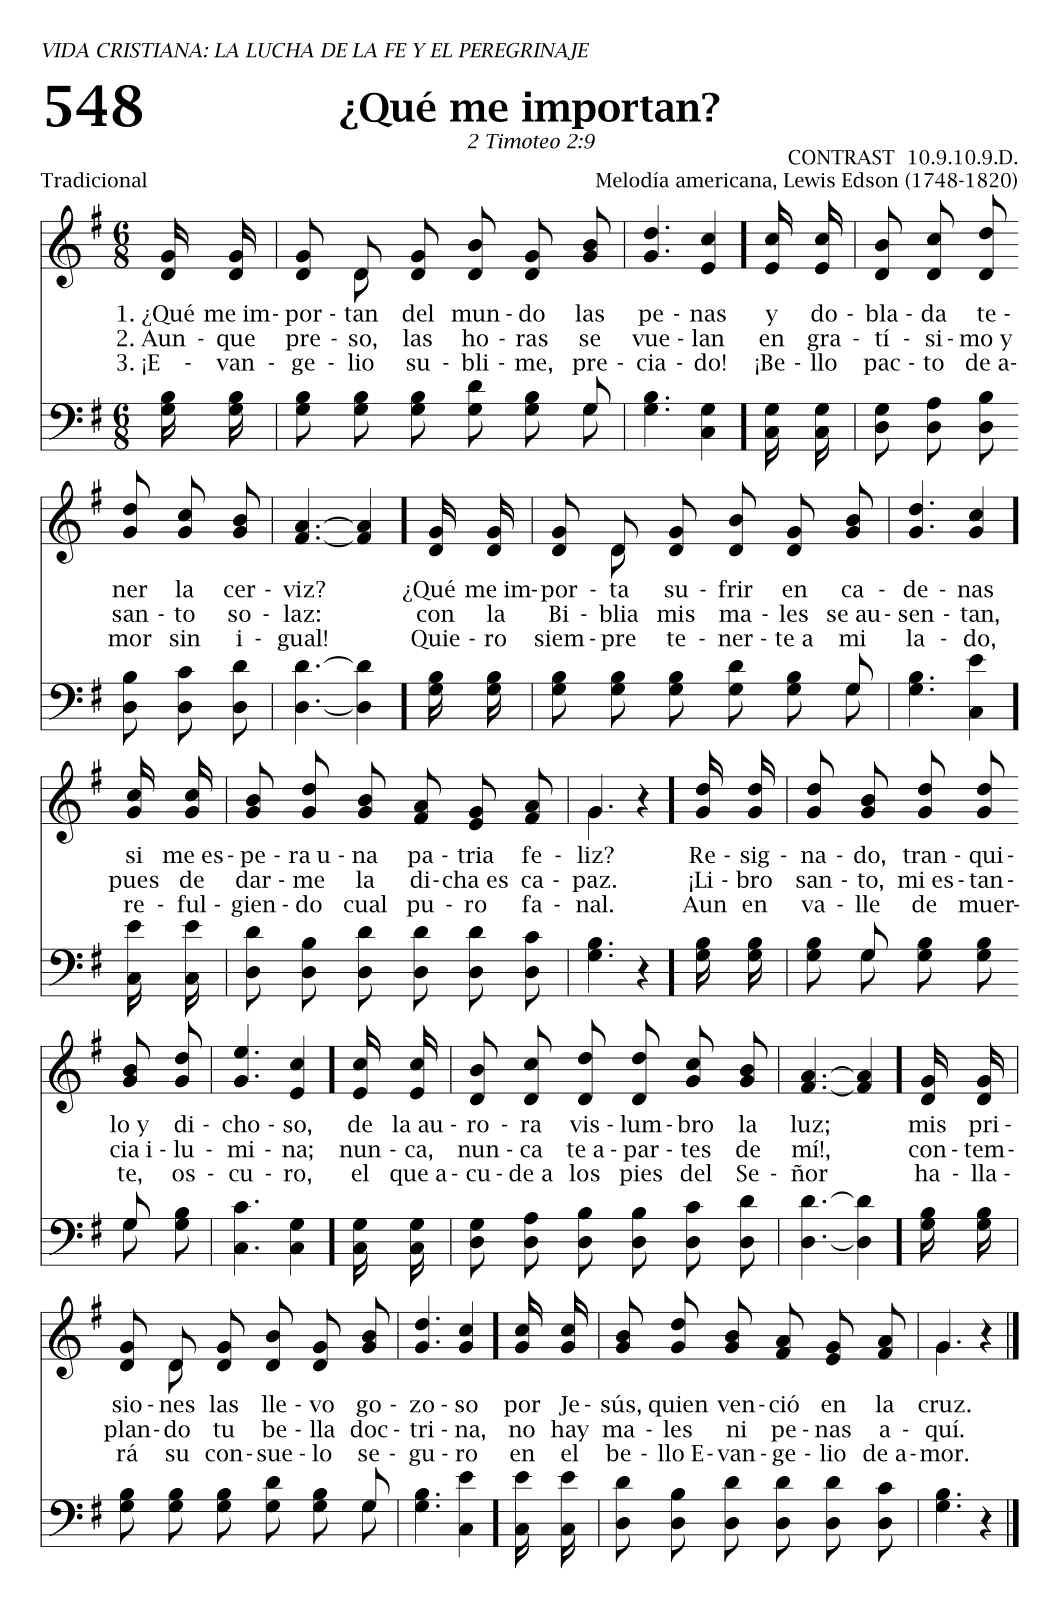 VIDA CRISTIANA: LA LUCHA DE LA FE Y EL PEREGRINAJE
548
¿Qué me importan?
2 Timoteo 2:9
CONTRAST 10.9.10.9.D.
Tradicional
Melodía americana, Lewis Edson (1748-1820)
1. ¿Qué me im - por - tan del mun - do las pe - nas y do - bla - da te -
2. Aun - que pre - so, las ho - ras se vue - lan en gra - tí - si - mo y
3. ¡E - van - ge - lio su - bli - me, pre - cia - do! ¡Be - llo pac - to de a-
ner la cer - viz? ¿Qué me im - por - ta su - frir en ca - de - nas
san - to so - laz: con la Bi - blia mis ma - les se au - sen - tan,
mor sin i - gual! Quie - ro siem - pre te - ner - te a mi la - do,
si me es - pe - ra u - na pa - tria fe - liz? Re - sig - na - do, tran - qui -
pues de dar - me la di - cha es ca - paz. ¡Li - bro san - to, mi es - tan -
re - ful - gien - do cual pu - ro fa - nal. Aun en va - lle de muer-
lo y di - cho - so, de la au - ro - ra vis - lum - bro la luz; mis pri -
cia i - lu - mi - na; nun - ca, nun - ca te a - par - tes de mí!, con - tem -
te, os - cu - ro, el que a - cu - de a los pies del Se - ñor ha - lla -
sio - nes las lle - vo go - zo - so por Je - sús, quien ven - ció en la cruz.
plan - do tu be - lla doc - tri - na, no hay ma - les ni pe - nas a - quí.
rá su con - sue - lo se - gu - ro en el be - llo E - van - ge - lio de a - mor.